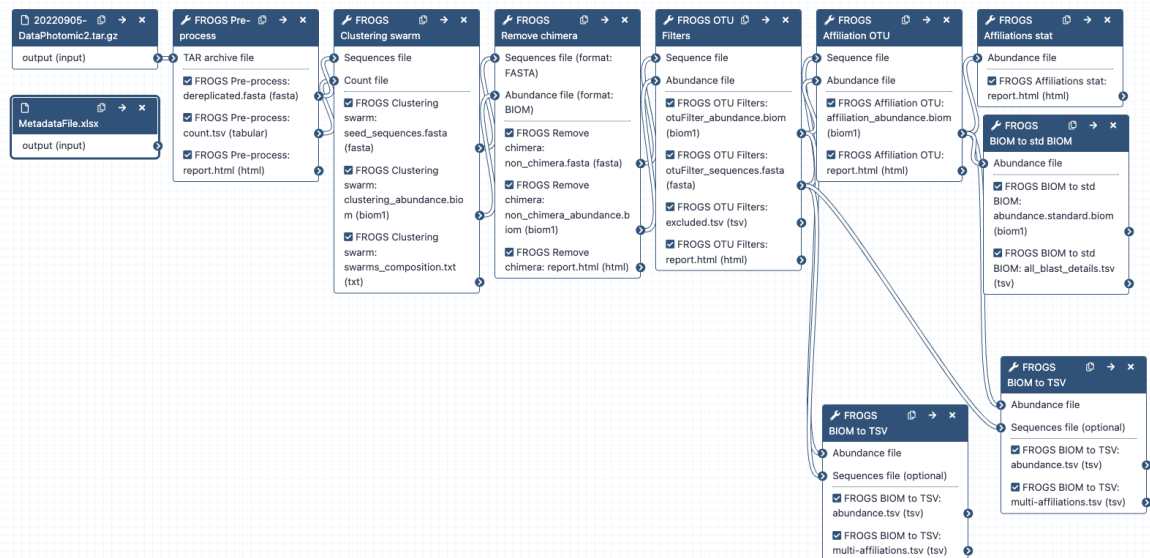 20220905-
DataPhotomic2.tar.gz
output (input)
MetadataFile.xlsx
output (input)
FROGS Pre-
process
TAR archive file
FROGS Pre-process:
dereplicated.fasta (fasta)
FROGS Pre-process:
count.tsv (tabular)
FROGS Pre-process:
report.html (html)
FROGS
Clustering swarm
Sequences file
Count file
FROGS Clustering
swarm:
seed_sequences.fasta
(fasta)
FROGS Clustering
swarm:
clustering_abundance.bio
m (biom1)
FROGS Clustering
swarm:
swarms_composition.txt
(txt)
FROGS
Remove chimera
Sequences file (format:
FASTA)
Abundance file (format:
BIOM)
FROGS Remove
chimera:
non_chimera.fasta (fasta)
FROGS Remove
chimera:
non_chimera_abundance.b
iom (biom1)
FROGS Remove
chimera: report.html (html)
FROGS OTU
Filters
Sequence file
Abundance file
FROGS OTU Filters:
otuFilter_abundance.biom
(biom1)
FROGS OTU Filters:
otuFilter_sequences.fasta
(fasta)
FROGS OTU Filters:
excluded.tsv (tsv)
FROGS OTU Filters:
report.html (html)
FROGS
Affiliation OTU
Sequence file
Abundance file
FROGS Affiliation OTU:
affiliation_abundance.biom
(biom1)
FROGS Affiliation OTU:
report.html (html)
FROGS
Affiliations stat
Abundance file
FROGS Affiliations stat:
report.html (html)
FROGS
BIOM to std BIOM
Abundance file
FROGS BIOM to std
BIOM:
abundance.standard.biom
(biom1)
FROGS BIOM to std
BIOM: all_blast_details.tsv
(tsv)
FROGS
BIOM to TSV
Abundance file
Sequences file (optional)
FROGS BIOM to TSV:
abundance.tsv (tsv)
FROGS BIOM to TSV:
multi-affiliations.tsv (tsv)
FROGS
BIOM to TSV
Abundance file
Sequences file (optional)
FROGS BIOM to TSV:
abundance.tsv (tsv)
FROGS BIOM to TSV:
multi-affiliations.tsv (tsv)